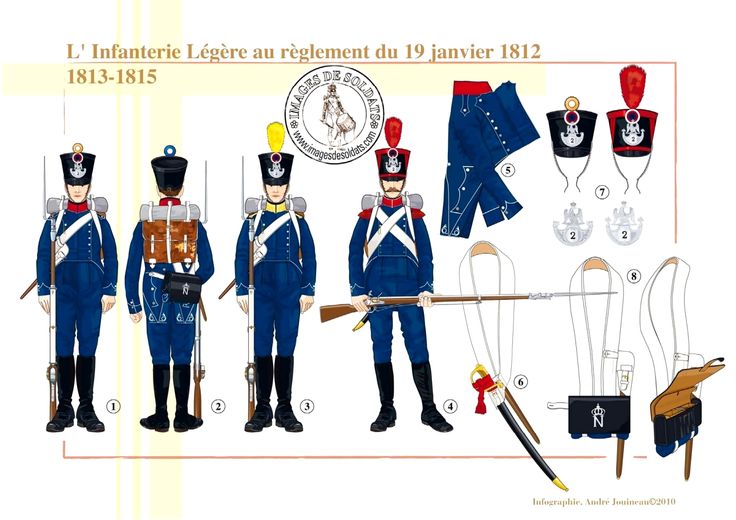 L' Infanterie Légère au règlement du 19 janvier 1812
1813-1815
IMAGES DE SOLDATS
www.imagesdesoldats.com
5
2
2
7
2
2
8
N
6
N
1
2
3
4
Infographie. André Jouineau©2010